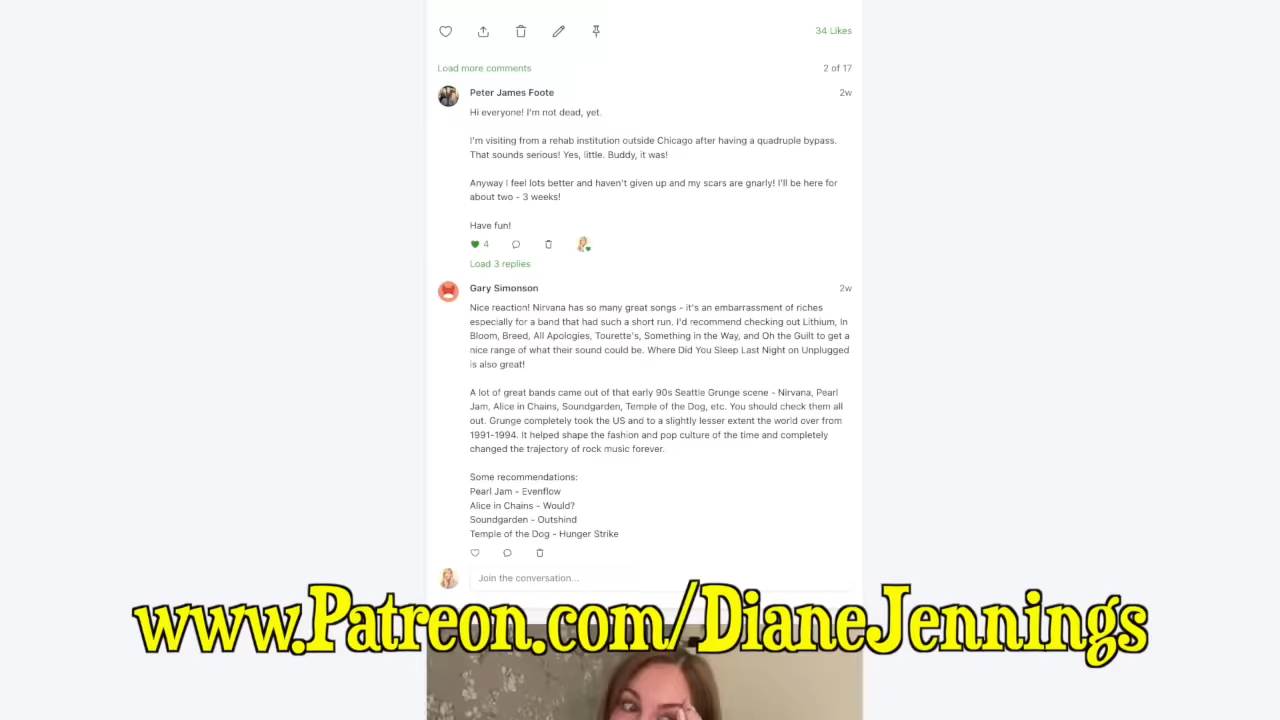 34 Likes
Load more comments
2 of 17
Peter James Foote
2w
Hi everyone! I'm not dead, yet.
I'm visiting from a rehab institution outside Chicago after having a quadruple bypass.
That sounds serious! Yes, little. Buddy, it was!
Anyway I feel lots better and haven't given up and my scars are gnarly! I'll be here for
about two - 3 weeks!
Have fun!
4
Load 3 replies
Gary Simonson
2w
Nice reaction! Nirvana has so many great songs - it's an embarrassment of riches
especially for a band that had such a short run. I'd recommend checking out Lithium, In
Bloom, Breed, All Apologies, Tourette's, Something in the Way, and Oh the Guilt to get a
nice range of what their sound could be. Where Did You Sleep Last Night on Unplugged
is also great!
A lot of great bands came out of that early 90s Seattle Grunge scene - Nirvana, Pearl
Jam, Alice in Chains, Soundgarden, Temple of the Dog, etc. You should check them all
out. Grunge completely took the US and to a slightly lesser extent the world over from
1991-1994. It helped shape the fashion and pop culture of the time and completely
changed the trajectory of rock music forever.
Some recommendations:
Pearl Jam - Evenflow
Alice in Chains - Would?
Soundgarden - Outshind
Temple of the Dog - Hunger Strike
Join the conversation...
www.Patreon.com/DianeJennings